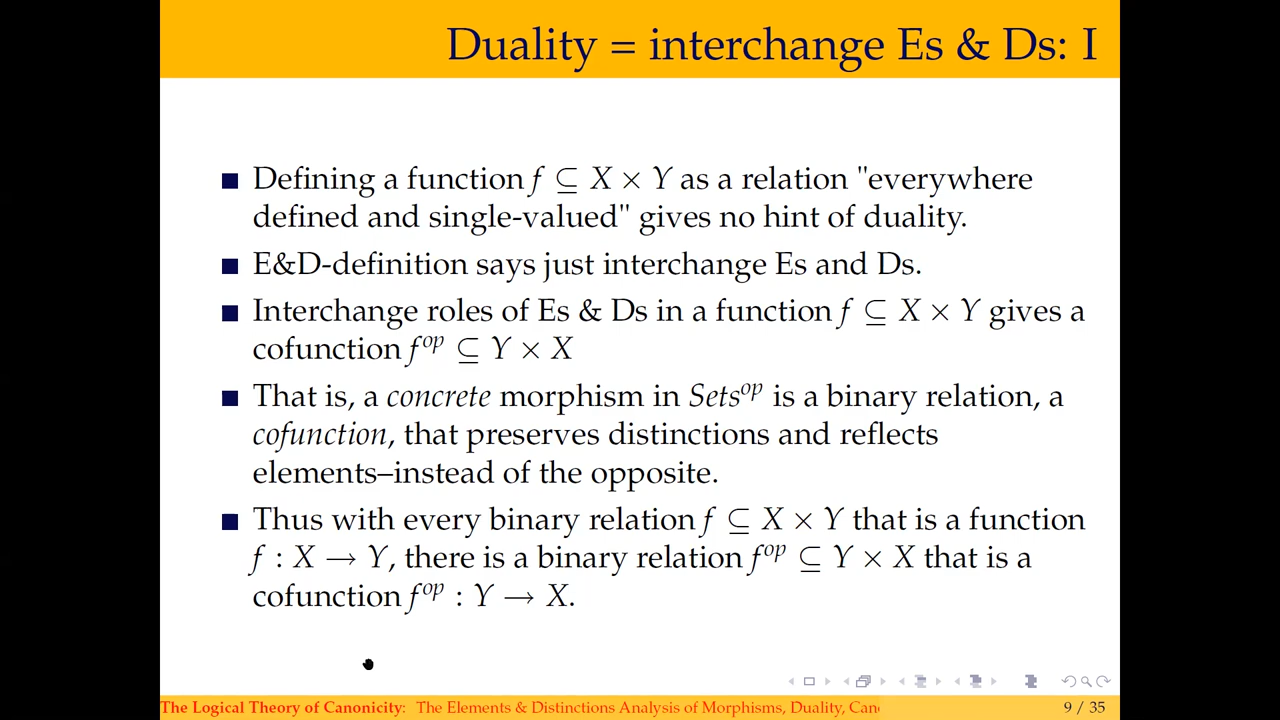 Duality = interchange Es & Ds: I
Defining a function f ⊆ X × Y as a relation "everywhere
defined and single-valued" gives no hint of duality.
E&D-definition says just interchange Es and Ds.
Interchange roles of Es & Ds in a function f ⊆ X × Y gives a
cofunction f^op ⊆ Y × X
That is, a concrete morphism in Sets^op is a binary relation, a
cofunction, that preserves distinctions and reflects
elements–instead of the opposite.
Thus with every binary relation f ⊆ X × Y that is a function
f : X → Y, there is a binary relation f^op ⊆ Y × X that is a
cofunction f^op : Y → X.
The Logical Theory of Canonicity: The Elements & Distinctions Analysis of Morphisms, Duality, Cano 9 / 35